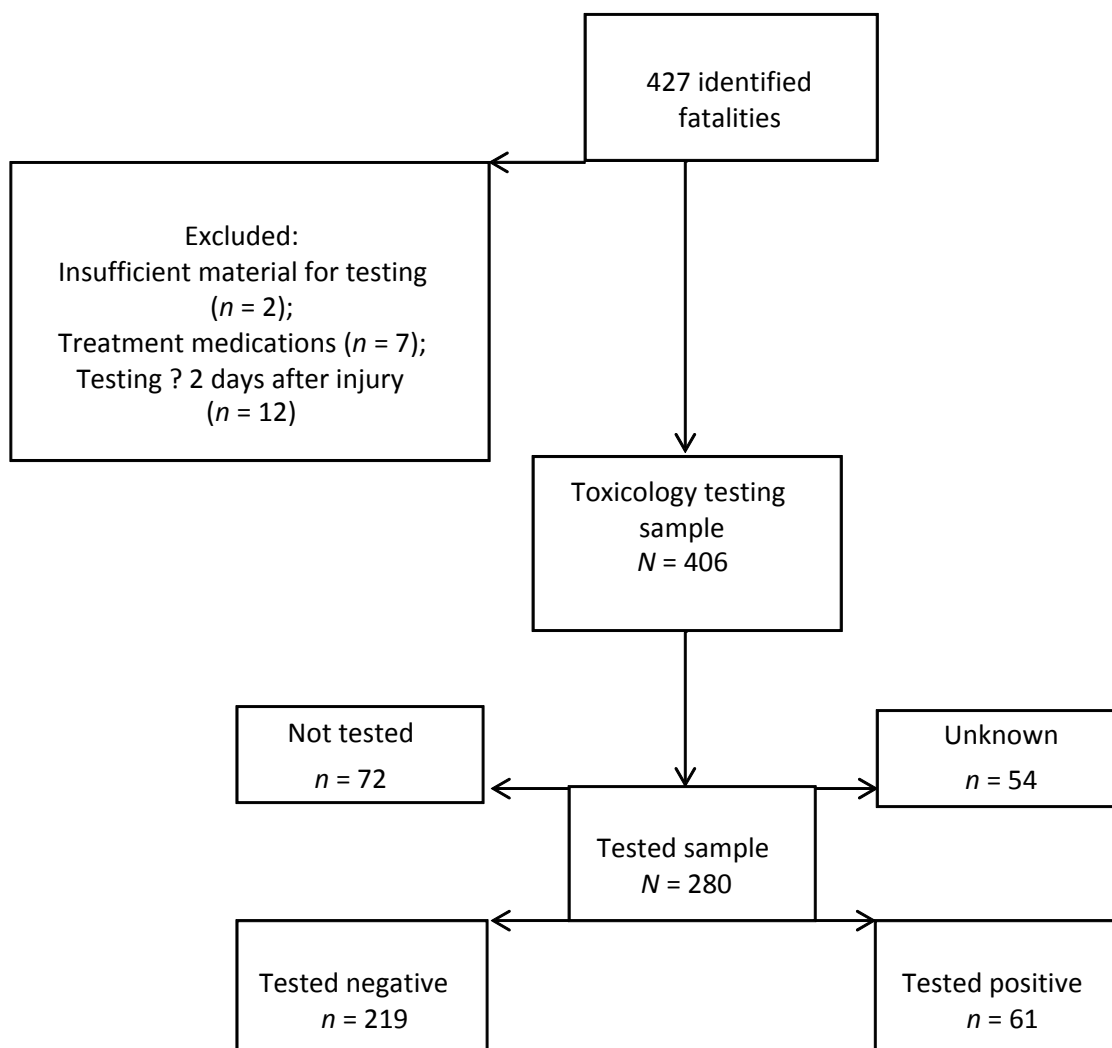 427 identified
fatalities
Excluded:
Insufficient material for testing
(n = 2);
Treatment medications (n = 7);
Testing ? 2 days after injury
(n = 12)
Toxicology testing
sample
N = 406
Not tested
n = 72
Unknown
n = 54
Tested sample
N = 280
Tested negative
n = 219
Tested positive
n = 61